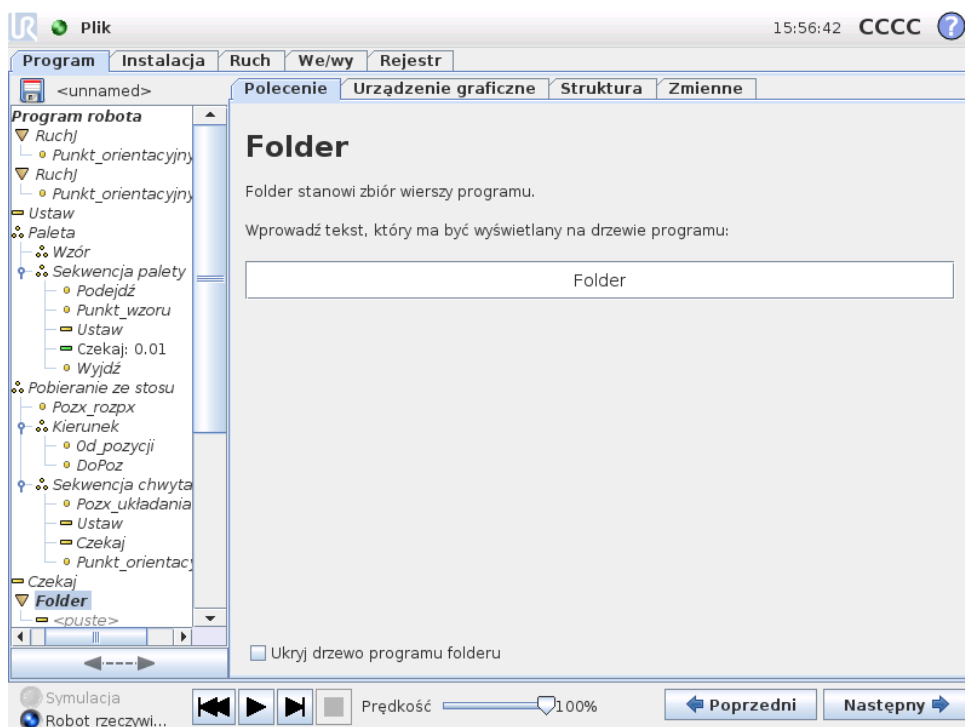 UR Plik 15:56:42 CCCC ?
Program Instalacja Ruch We/wy Rejestr
<unnamed> Polecenie Urządzenie graficzne Struktura Zmienne
Program robota
RuchJ
Punkt_orientacyjny
RuchJ
Punkt_orientacyjny
Ustaw
Paleta
Wzór
Sekwencja palety
Podejdź
Punkt_wzoru
Ustaw
Czekaj: 0.01
Wyjdź
Pobieranie ze stosu
Pozx_rozpx
Kierunek
Od_pozycji
DoPoz
Sekwencja chwyta
Pozx_układania
Ustaw
Czekaj
Punkt_orientacy
Czekaj
Folder
<puste>
Folder
Folder stanowi zbiór wierszy programu.
Wprowadź tekst, który ma być wyświetlany na drzewie programu:
Folder
Ukryj drzewo programu folderu
Symulacja
Robot rzeczywi...
Prędkość 100% Poprzedni Następny